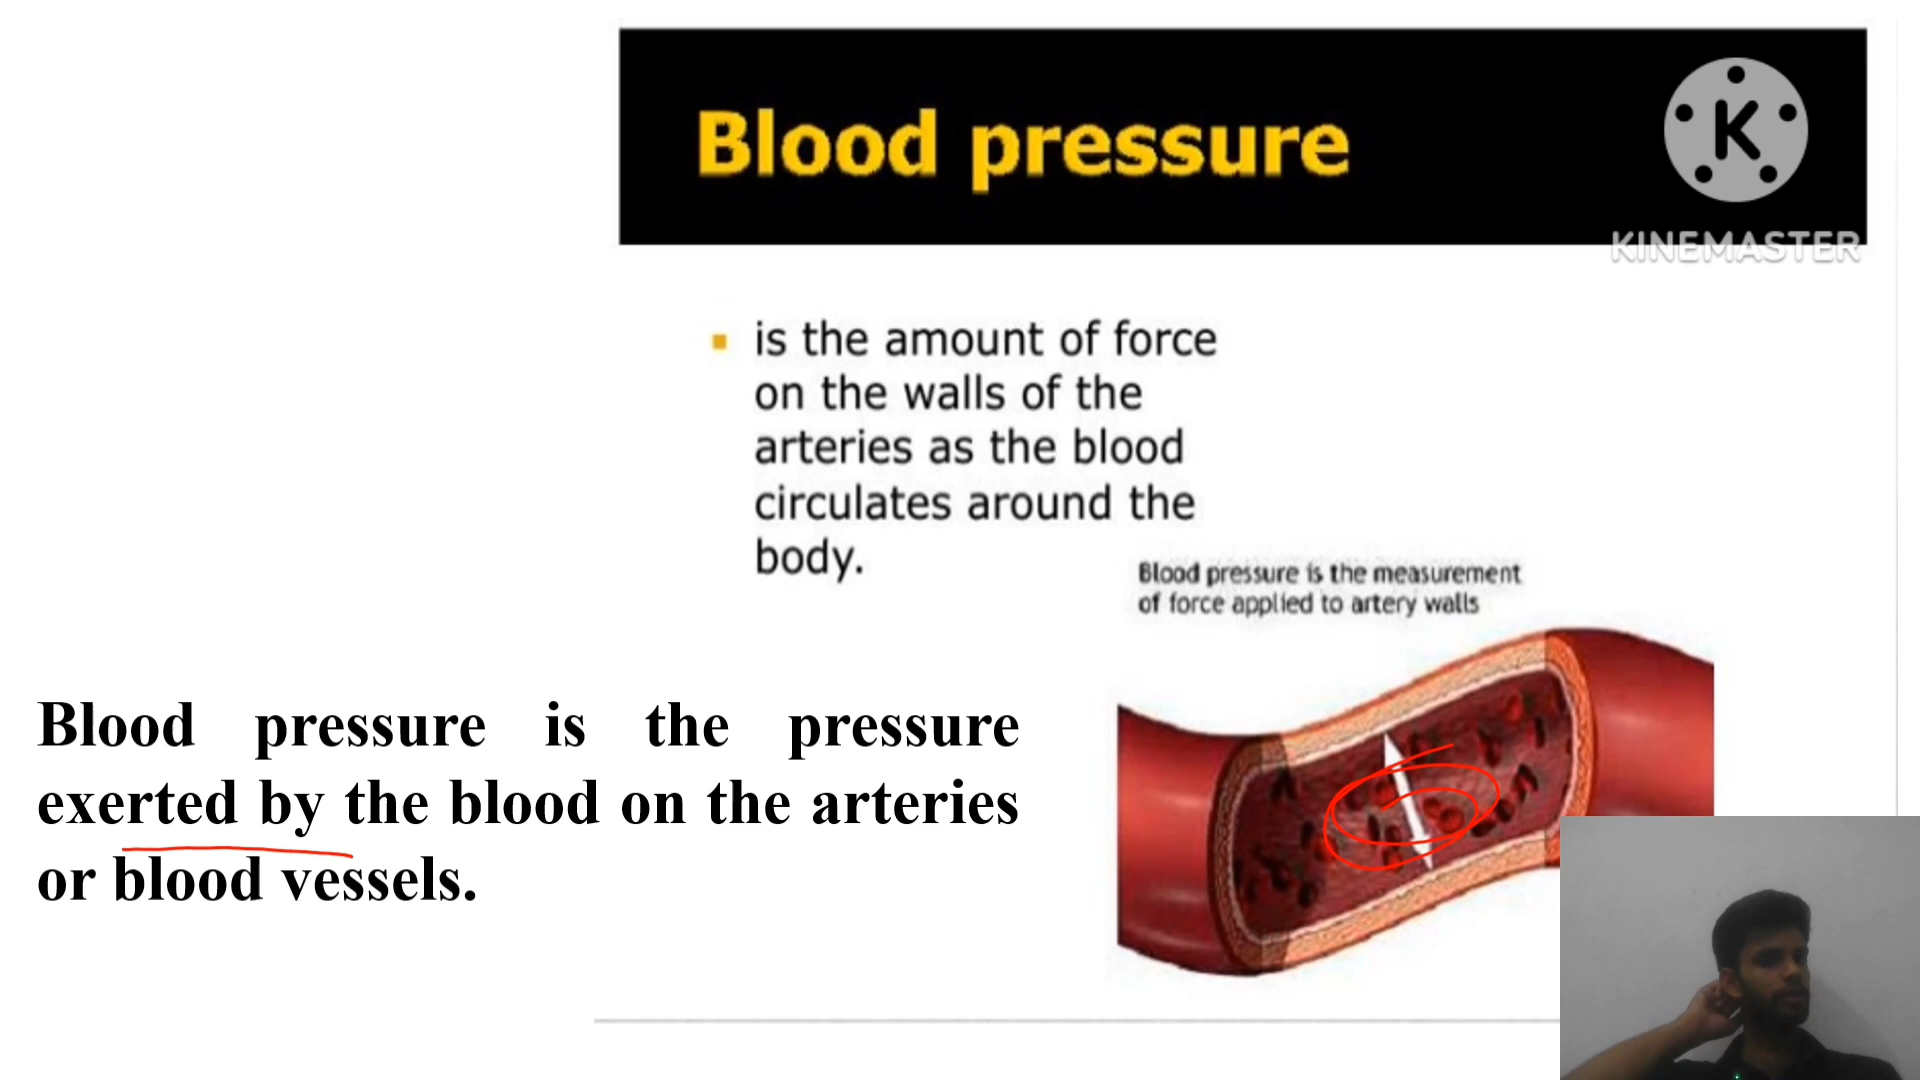 Blood pressure
K
KINEMASTER
is the amount of force
on the walls of the
arteries as the blood
circulates around the
body.
Blood pressure is the measurement
of force applied to artery walls
Blood pressure is the pressure
exerted by the blood on the arteries
or blood vessels.